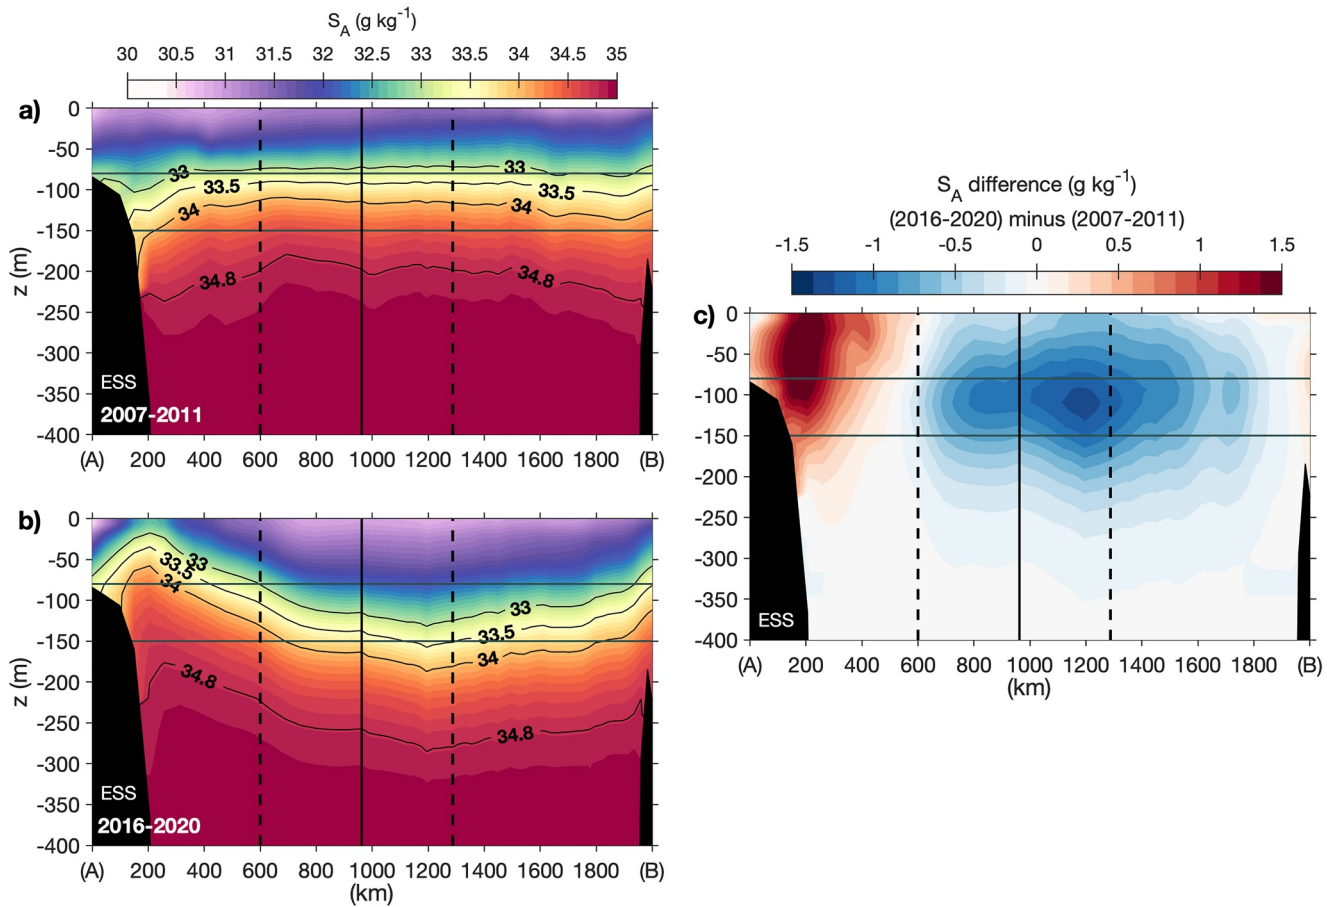 S_A (g kg^-1)
30 30.5 31 31.5 32 32.5 33 33.5 34 34.5 35
a)
0
-50
-100
-150
-200
-250
-300
-350
-400
z (m)
33 33
33.5 33.5
34 34
34.8 34.8
ESS
2007-2011
(A) 200 400 600 800 1000 1200 1400 1600 1800 (B)
b)
0
-50
-100
-150
-200
-250
-300
-350
-400
z (m)
33 33
33.5 33.5
34 34
34.8 34.8
ESS
2016-2020
(A) 200 400 600 800 1000 1200 1400 1600 1800 (B)
(km)
S_A difference (g kg^-1)
(2016-2020) minus (2007-2011)
-1.5 -1 -0.5 0 0.5 1 1.5
c)
0
-50
-100
-150
-200
-250
-300
-350
-400
ESS
(A) 200 400 600 800 1000 1200 1400 1600 1800 (B)
(km)